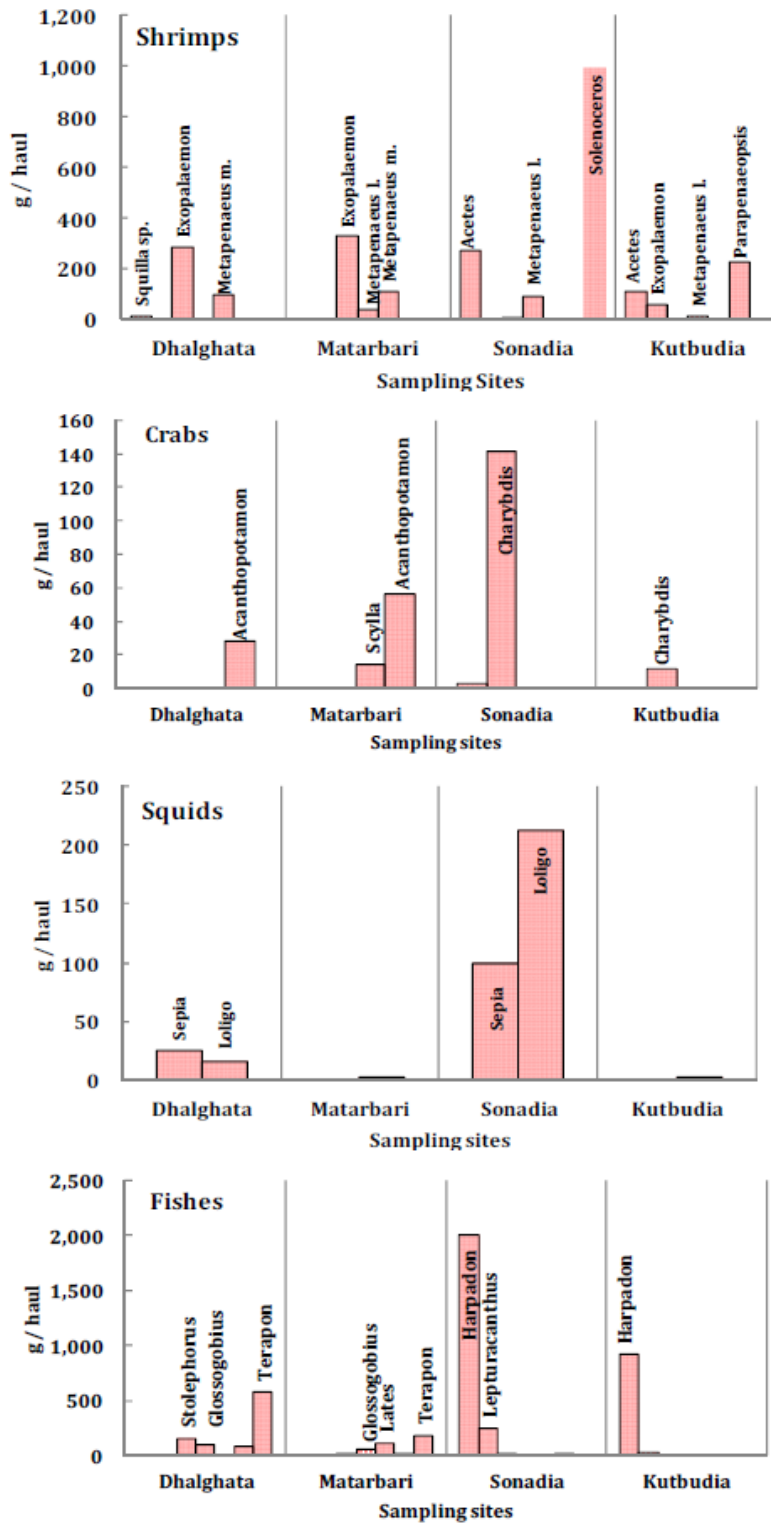 Shrimps
1,200
1,000
800
600
400
200
0
g / haul
Squilla sp.
Exopalaemon
Metapenaeus m.
Exopalaemon
Metapenaeus l.
Metapenaeus m.
Acetes
Metapenaeus l.
Solenoceros
Acetes
Exopalaemon
Metapenaeus l.
Parapenaeopsis
Dhalghata Matarbari Sonadia Kutbudia
Sampling Sites
Crabs
160
140
120
100
80
60
40
20
0
g / haul
Acanthopotamon
Scylla
Acanthopotamon
Charybdis
Charybdis
Dhalghata Matarbari Sonadia Kutbudia
Sampling sites
Squids
250
200
150
100
50
0
g / haul
Sepia
Loligo
Sepia
Loligo
Dhalghata Matarbari Sonadia Kutbudia
Sampling sites
Fishes
2,500
2,000
1,500
1,000
500
0
g / haul
Stolephorus
Glossogobius
Terapon
Glossogobius
Lates
Terapon
Harpadon
Lepturacanthus
Harpadon
Dhalghata Matarbari Sonadia Kutbudia
Sampling sites